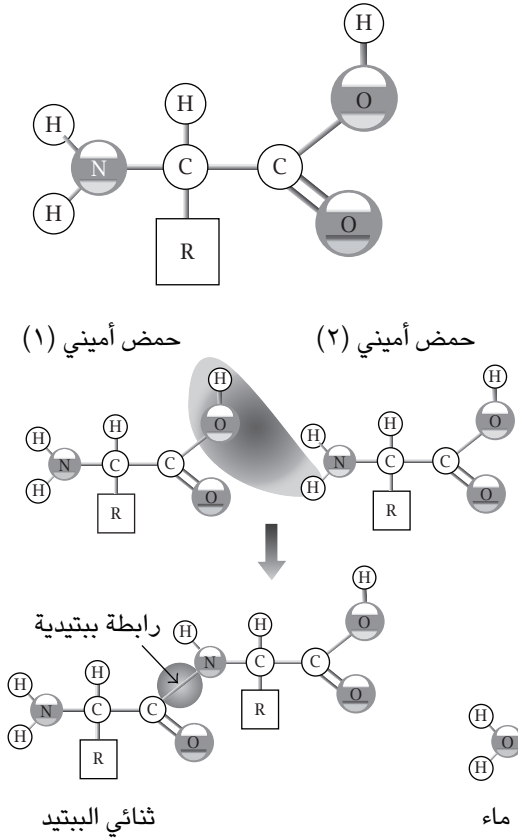 H
H O
H N C C
H O
R
حمض أميني (٢) حمض أميني (١)
H
H H O H H O
N C C N C C
H O H O
R R
H
رابطة ببتيدية H H O
N C C
H H O
N C C R H
H O O
R H
ماء ثنائي الببتيد